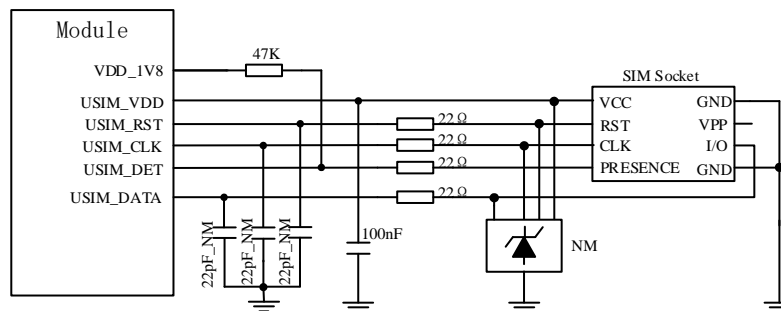 Module
47K
VDD_1V8
SIM Socket
USIM_VDD
VCC
GND
USIM_RST
22Ω
RST
VPP
USIM_CLK
22Ω
CLK
I/O
USIM_DET
22Ω
PRESENCE
GND
USIM_DATA
22Ω
22pF_NM
22pF_NM
22pF_NM
100nF
NM